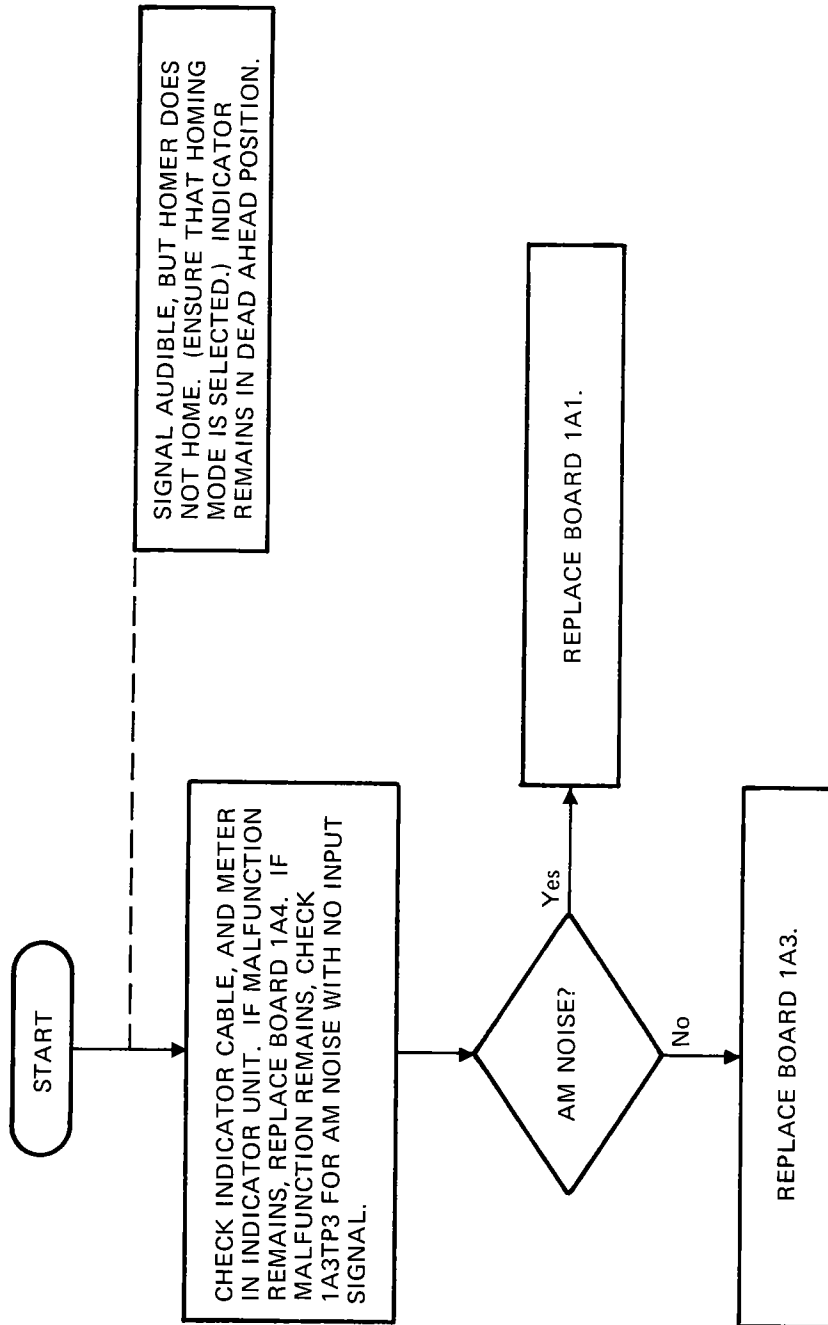 START
SIGNAL AUDIBLE, BUT HOMER DOES
NOT HOME. (ENSURE THAT HOMING
MODE IS SELECTED.) INDICATOR
REMAINS IN DEAD AHEAD POSITION.
CHECK INDICATOR CABLE, AND METER
IN INDICATOR UNIT. IF MALFUNCTION
REMAINS, REPLACE BOARD 1A4. IF
MALFUNCTION REMAINS, CHECK
1A3TP3 FOR AM NOISE WITH NO INPUT
SIGNAL.
AM NOISE?
Yes
REPLACE BOARD 1A1.
No
REPLACE BOARD 1A3.